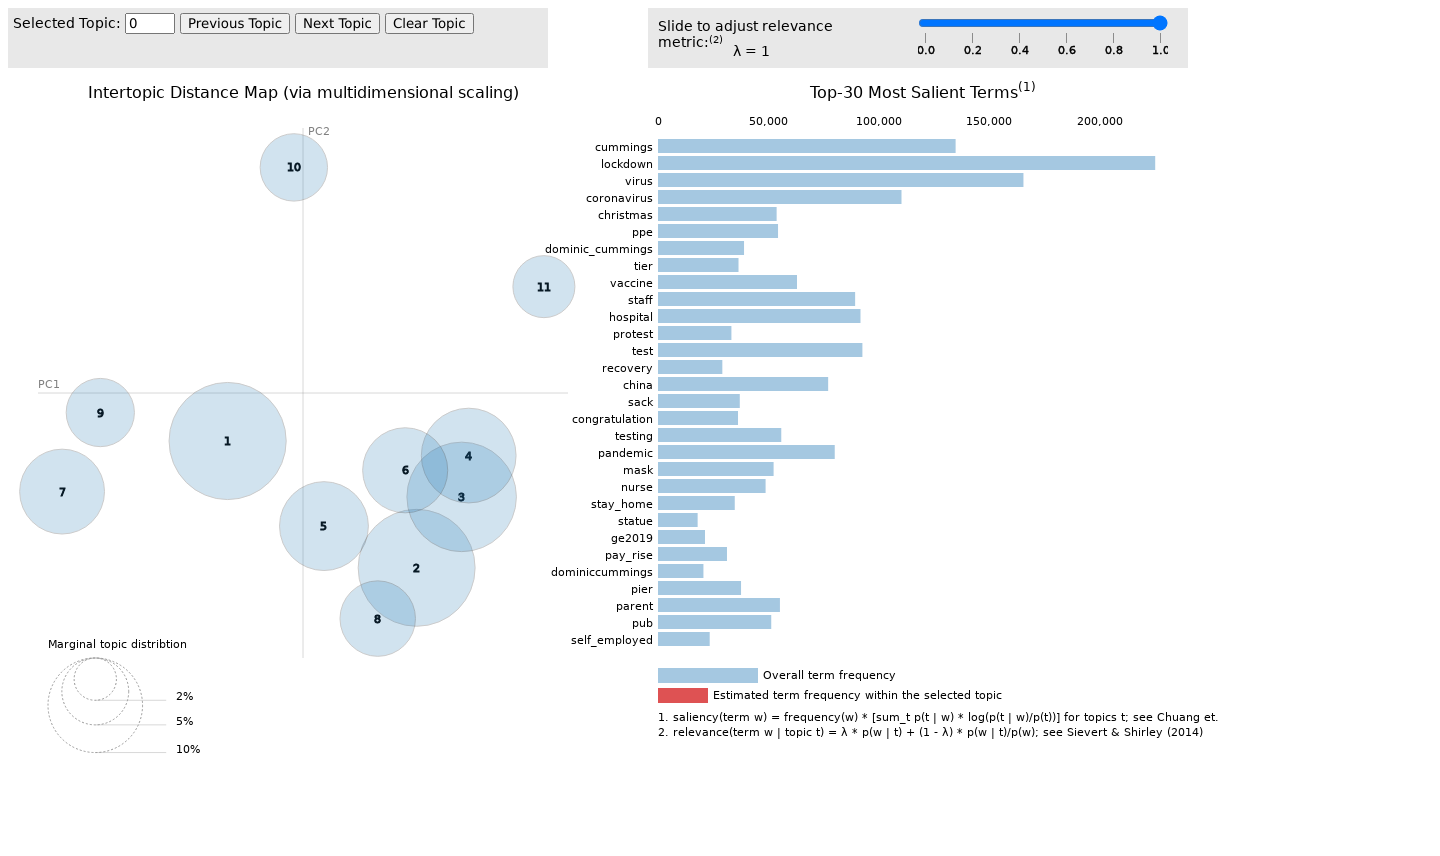 Selected Topic: 0 Previous Topic Next Topic Clear Topic
Slide to adjust relevance
metric:(2)
λ = 1
0.0 0.2 0.4 0.6 0.8 1.0
Intertopic Distance Map (via multidimensional scaling)
PC2
PC1
10
11
9
1
7
4
6
3
5
2
8
Marginal topic distribtion
2%
5%
10%
Top-30 Most Salient Terms(1)
0 50,000 100,000 150,000 200,000
cummings
lockdown
virus
coronavirus
christmas
ppe
dominic_cummings
tier
vaccine
staff
hospital
protest
test
recovery
china
sack
congratulation
testing
pandemic
mask
nurse
stay_home
statue
ge2019
pay_rise
dominiccummings
pier
parent
pub
self_employed
Overall term frequency
Estimated term frequency within the selected topic
1. saliency(term w) = frequency(w) * [sum_t p(t | w) * log(p(t | w)/p(t))] for topics t; see Chuang et.
2. relevance(term w | topic t) = λ * p(w | t) + (1 - λ) * p(w | t)/p(w); see Sievert & Shirley (2014)